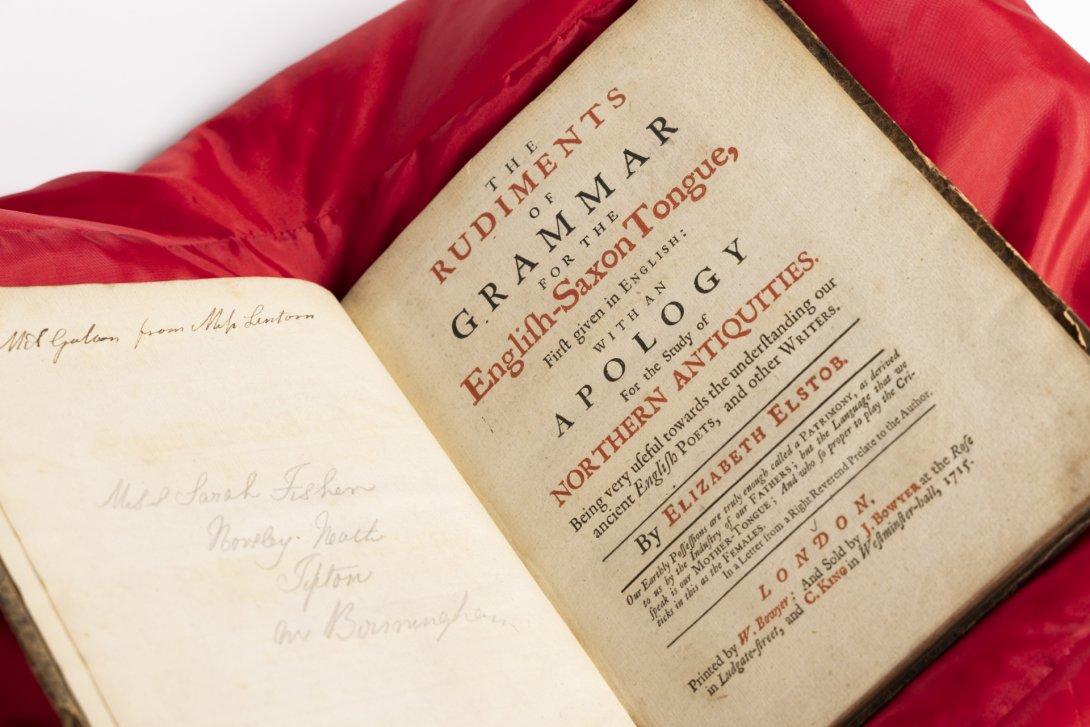 from Miss
Miss Sarah Fisher
Heath
Tipton
Birmingham
THE
RUDIMENTS
OF
GRAMMAR
FOR THE
Engliſh-Saxon Tongue,
Firſt given in ENGLISH:
WITH AN
APOLOGY
For the Study of
NORTHERN ANTIQUITIES.
Being very uſeful towards the underſtanding our
ancient Engliſh POETS, and other WRITERS.
By ELIZABETH ELSTOB.
Our Earthly Poſſeſſions are truly enough called a PATRIMONY, as derived
to us by the Induſtry of our FATHERS; but the Language that we
ſpeak is our MOTHER-TONGUE; And who ſo proper to play the Cri-
ticks in this as the FEMALES.
In a Letter from a Right Reverend Prelate to the Author.
LONDON,
Printed by W. Bowyer: And Sold by J. BOWYER at the Roſe
in Ludgate-ſtreet, and C. KING in Weſtminſter-hall, 1715.